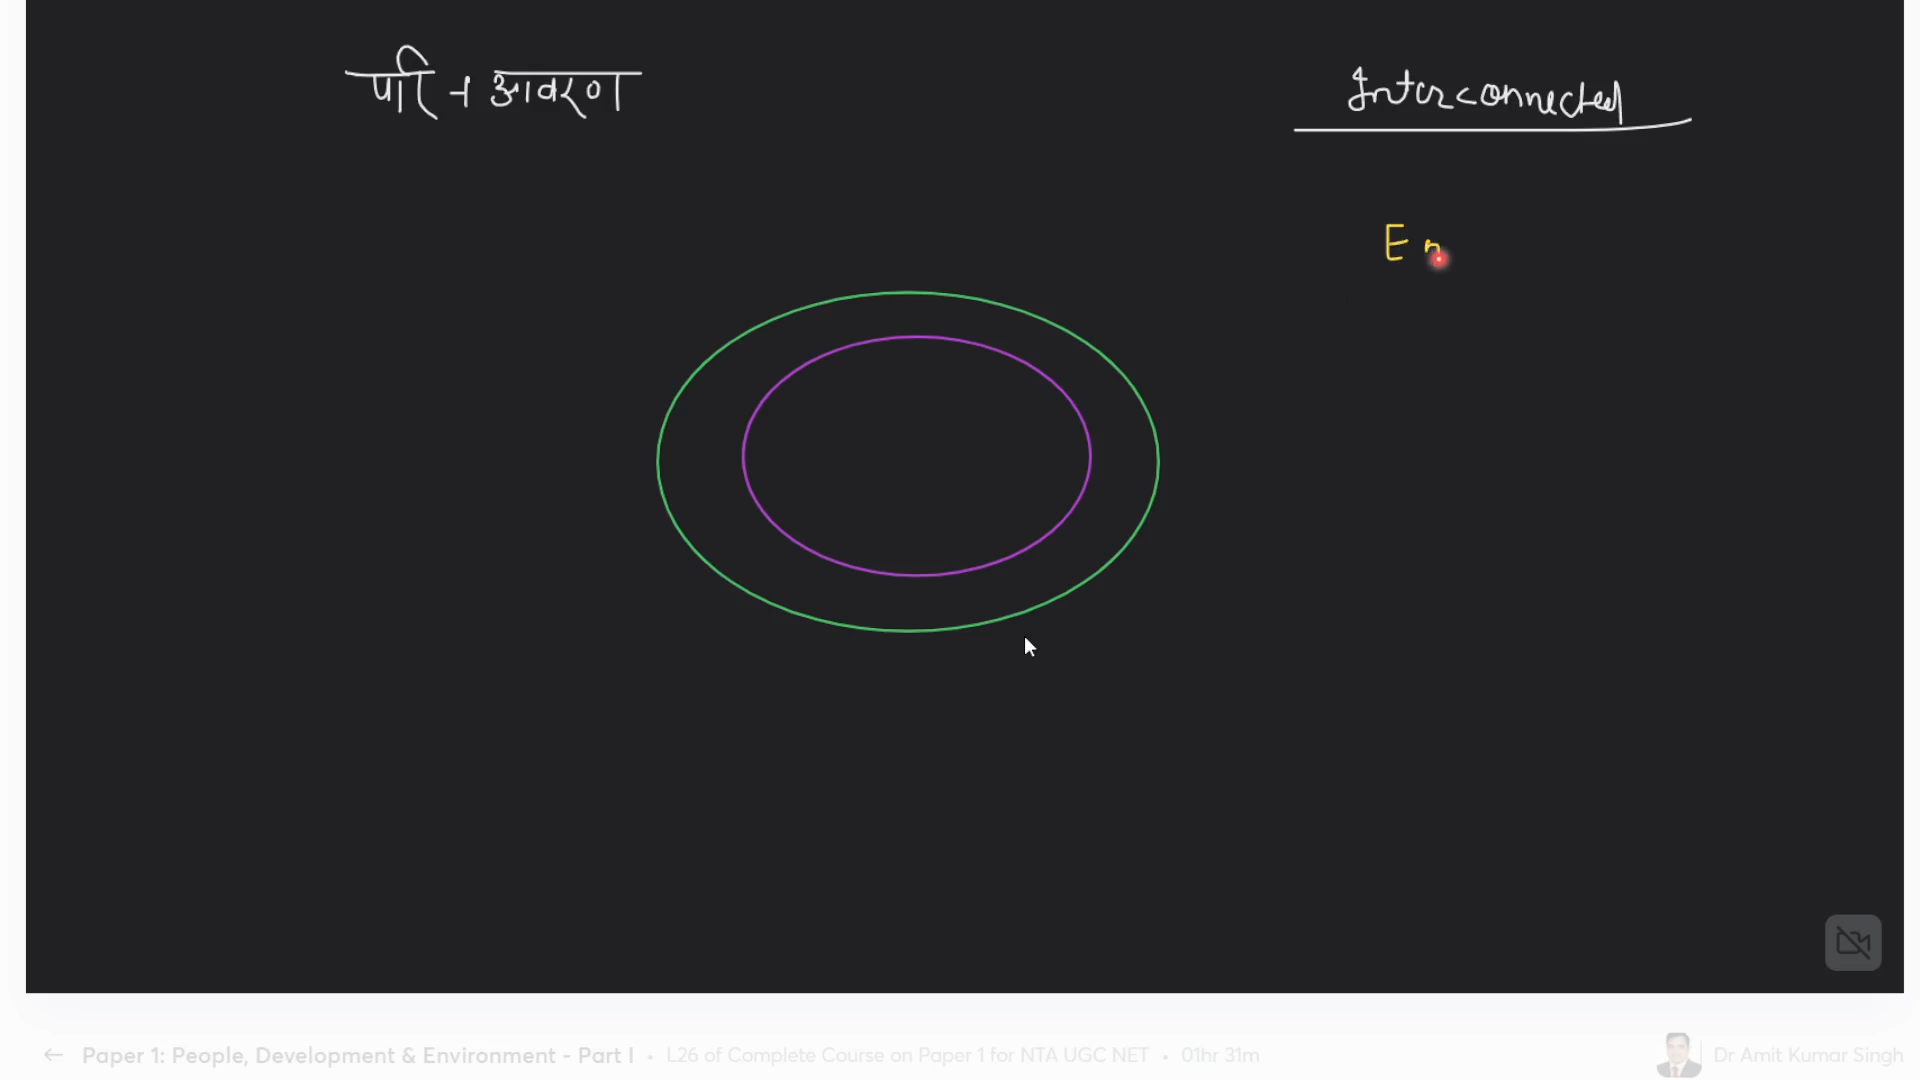 परि + आवरण
Interconnected
En
Paper 1: People, Development & Environment - Part I • L26 of Complete Course on Paper 1 for NTA UGC NET • 01hr 31m
Dr Amit Kumar Singh